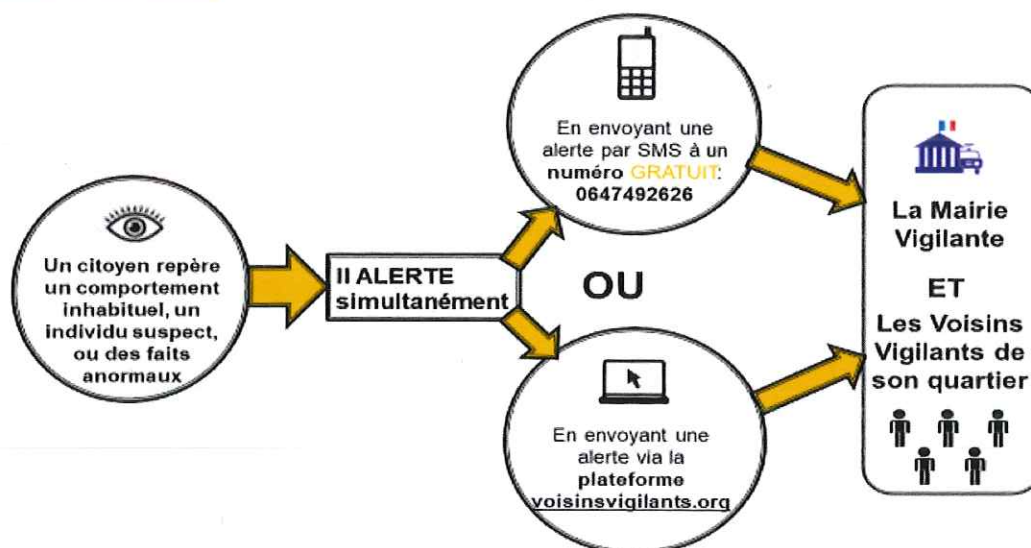 Un citoyen repère
un comportement
inhabituel, un
individu suspect,
ou des faits
anormaux
II ALERTE
simultanément
En envoyant une
alerte par SMS à un
numéro GRATUIT:
0647492626
OU
En envoyant une
alerte via la
plateforme
voisinsvigilants.org
La Mairie
Vigilante
ET
Les Voisins
Vigilants de
son quartier